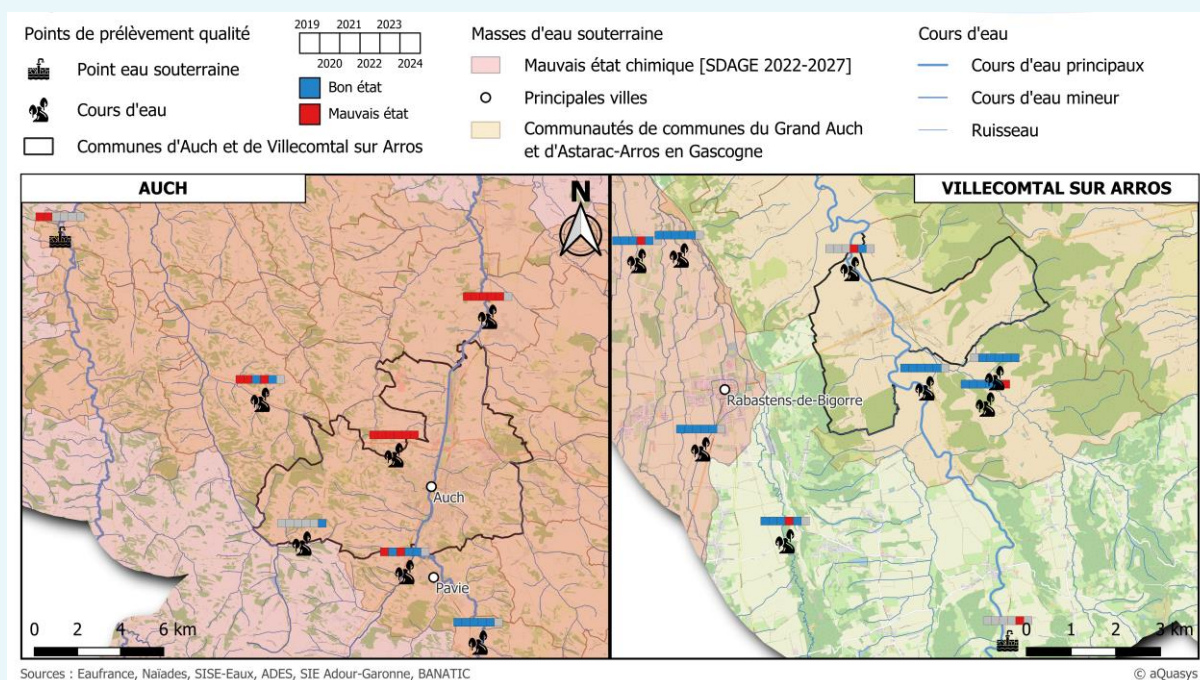 Points de prélèvement qualité
Point eau souterraine
Cours d'eau
Communes d'Auch et de Villecomtal sur Arros
2019 2021 2023
2020 2022 2024
Bon état
Mauvais état
Masses d'eau souterraine
Mauvais état chimique [SDAGE 2022-2027]
Principales villes
Communautés de communes du Grand Auch
et d'Astarac-Arros en Gascogne
Cours d'eau
Cours d'eau principaux
Cours d'eau mineur
Ruisseau
AUCH
N
Auch
Pavie
0 2 4 6 km
VILLECOMTAL SUR ARROS
Rabastens-de-Bigorre
0 1 2 3 km
Sources : Eaufrance, Naïades, SISE-Eaux, ADES, SIE Adour-Garonne, BANATIC
© aQuasys